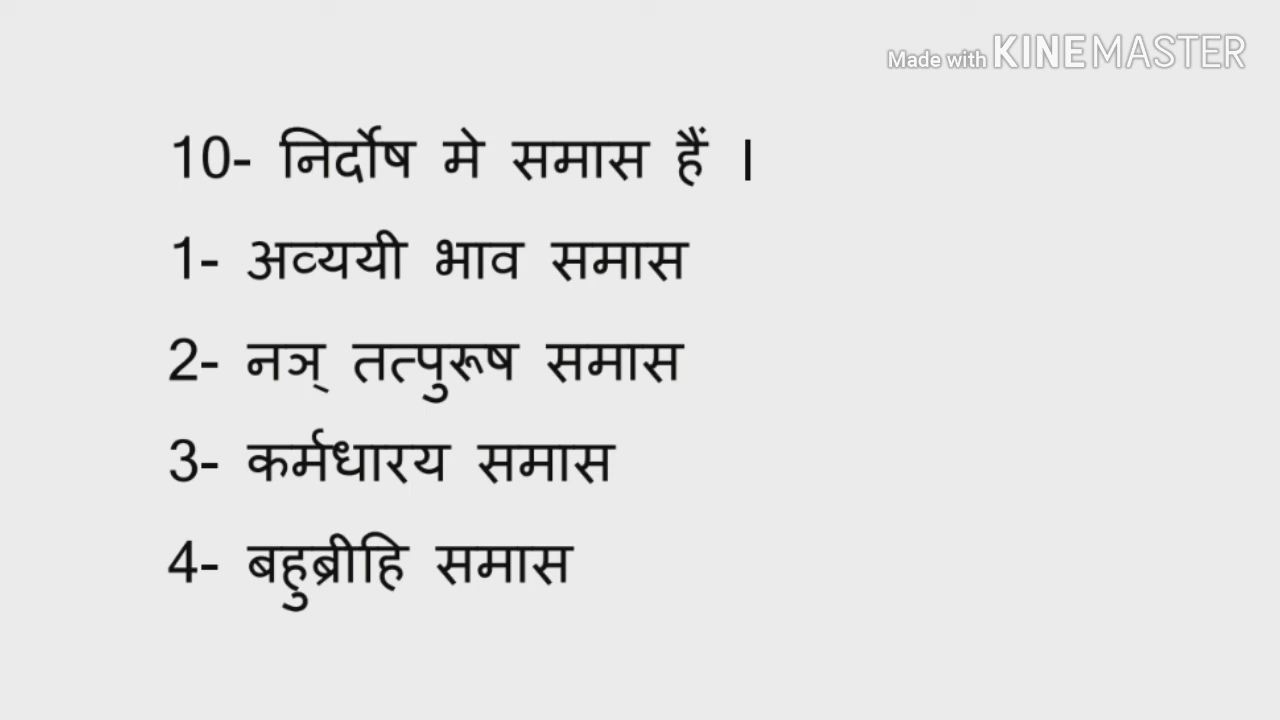 Made with KINEMASTER
10- निर्दोष मे समास हैं ।
1- अव्ययी भाव समास
2- नञ् तत्पुरूष समास
3- कर्मधारय समास
4- बहुब्रीहि समास